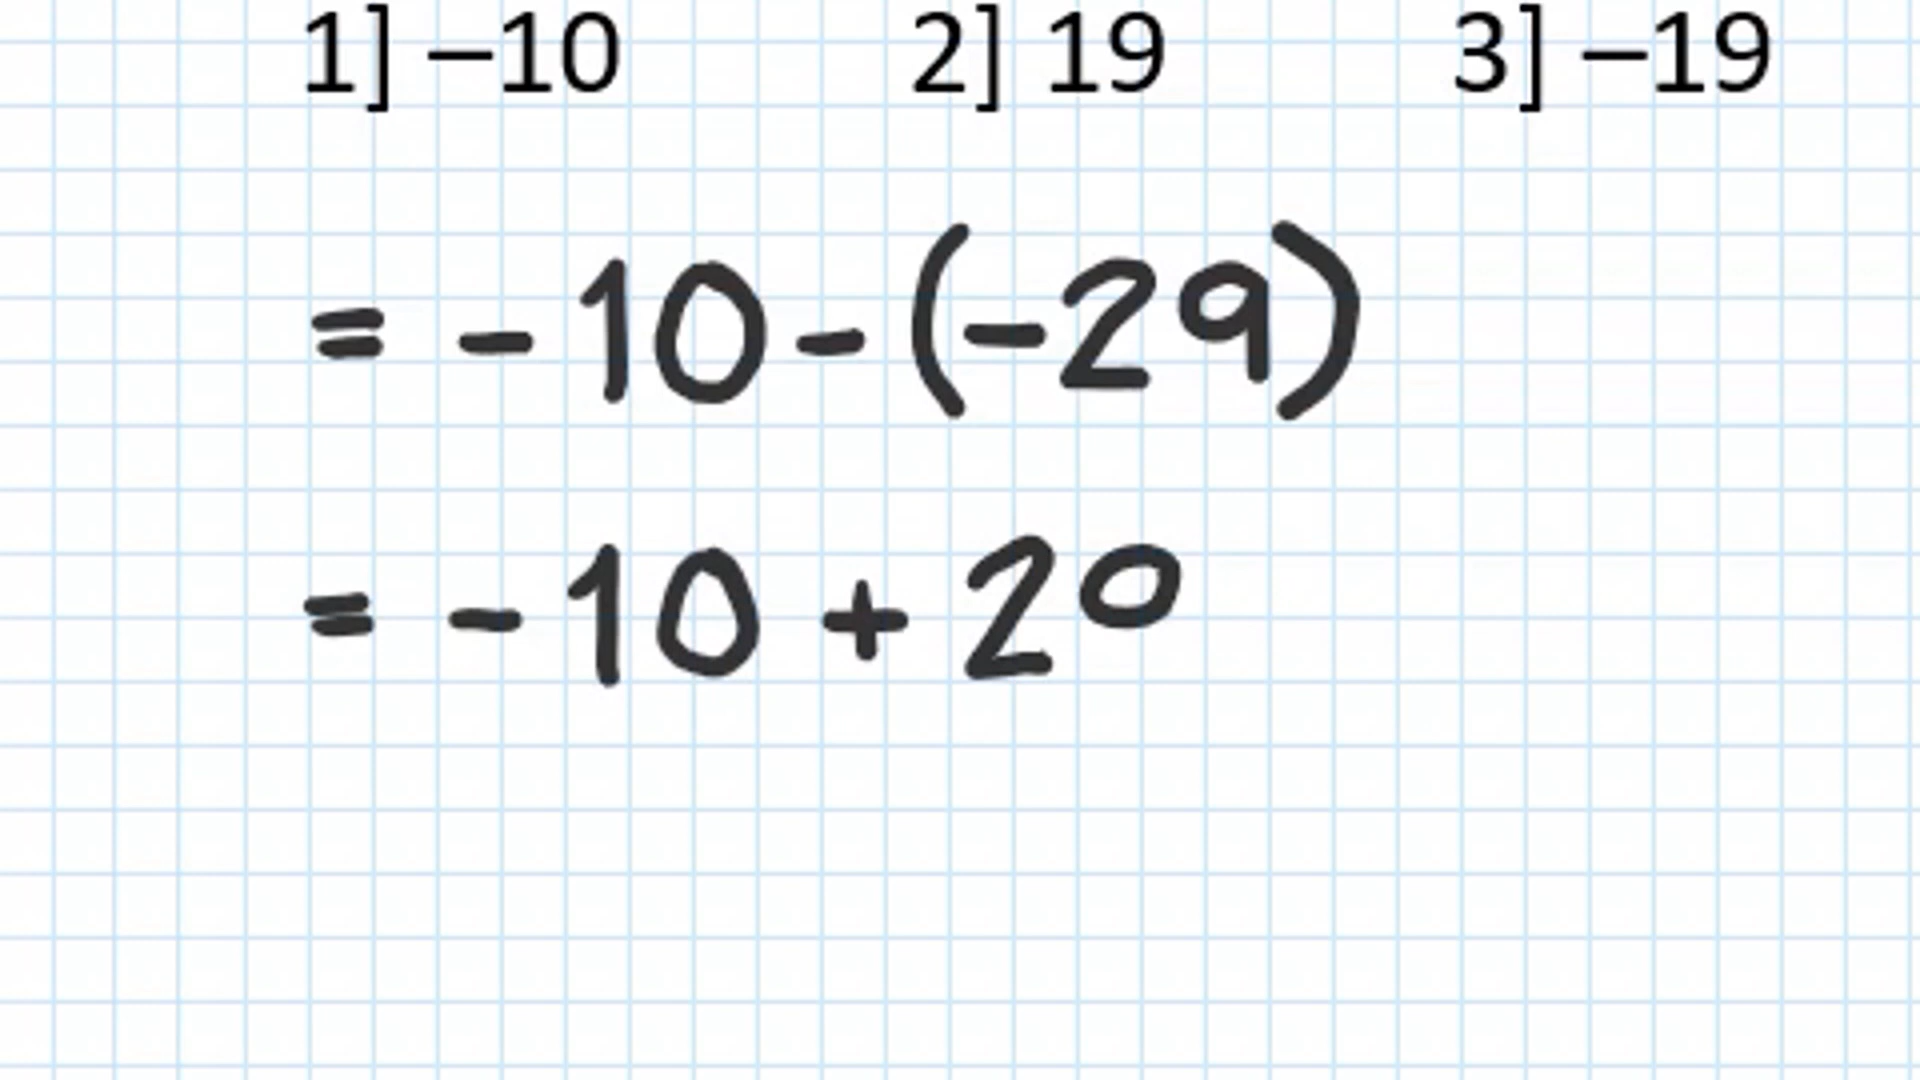 1] –10 2] 19 3] –19
= -10-(-29)
= -10 + 20